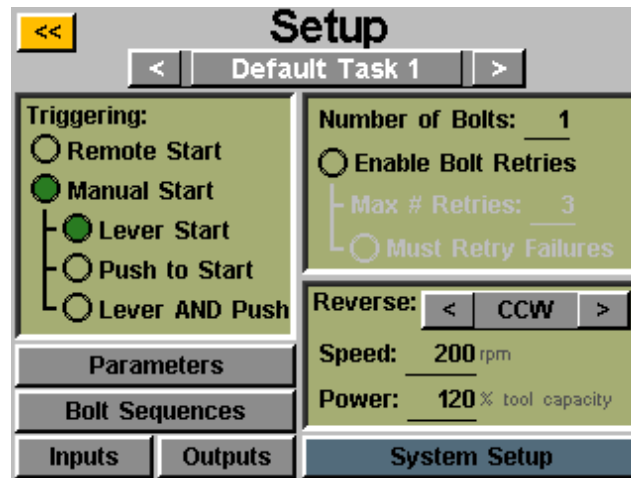 <<
Setup
< Default Task 1 >
Triggering:
Remote Start
Manual Start
Lever Start
Push to Start
Lever AND Push
Parameters
Bolt Sequences
Inputs
Outputs
Number of Bolts: 1
Enable Bolt Retries
Max # Retries: 3
Must Retry Failures
Reverse: < CCW >
Speed: 200 rpm
Power: 120 % tool capacity
System Setup